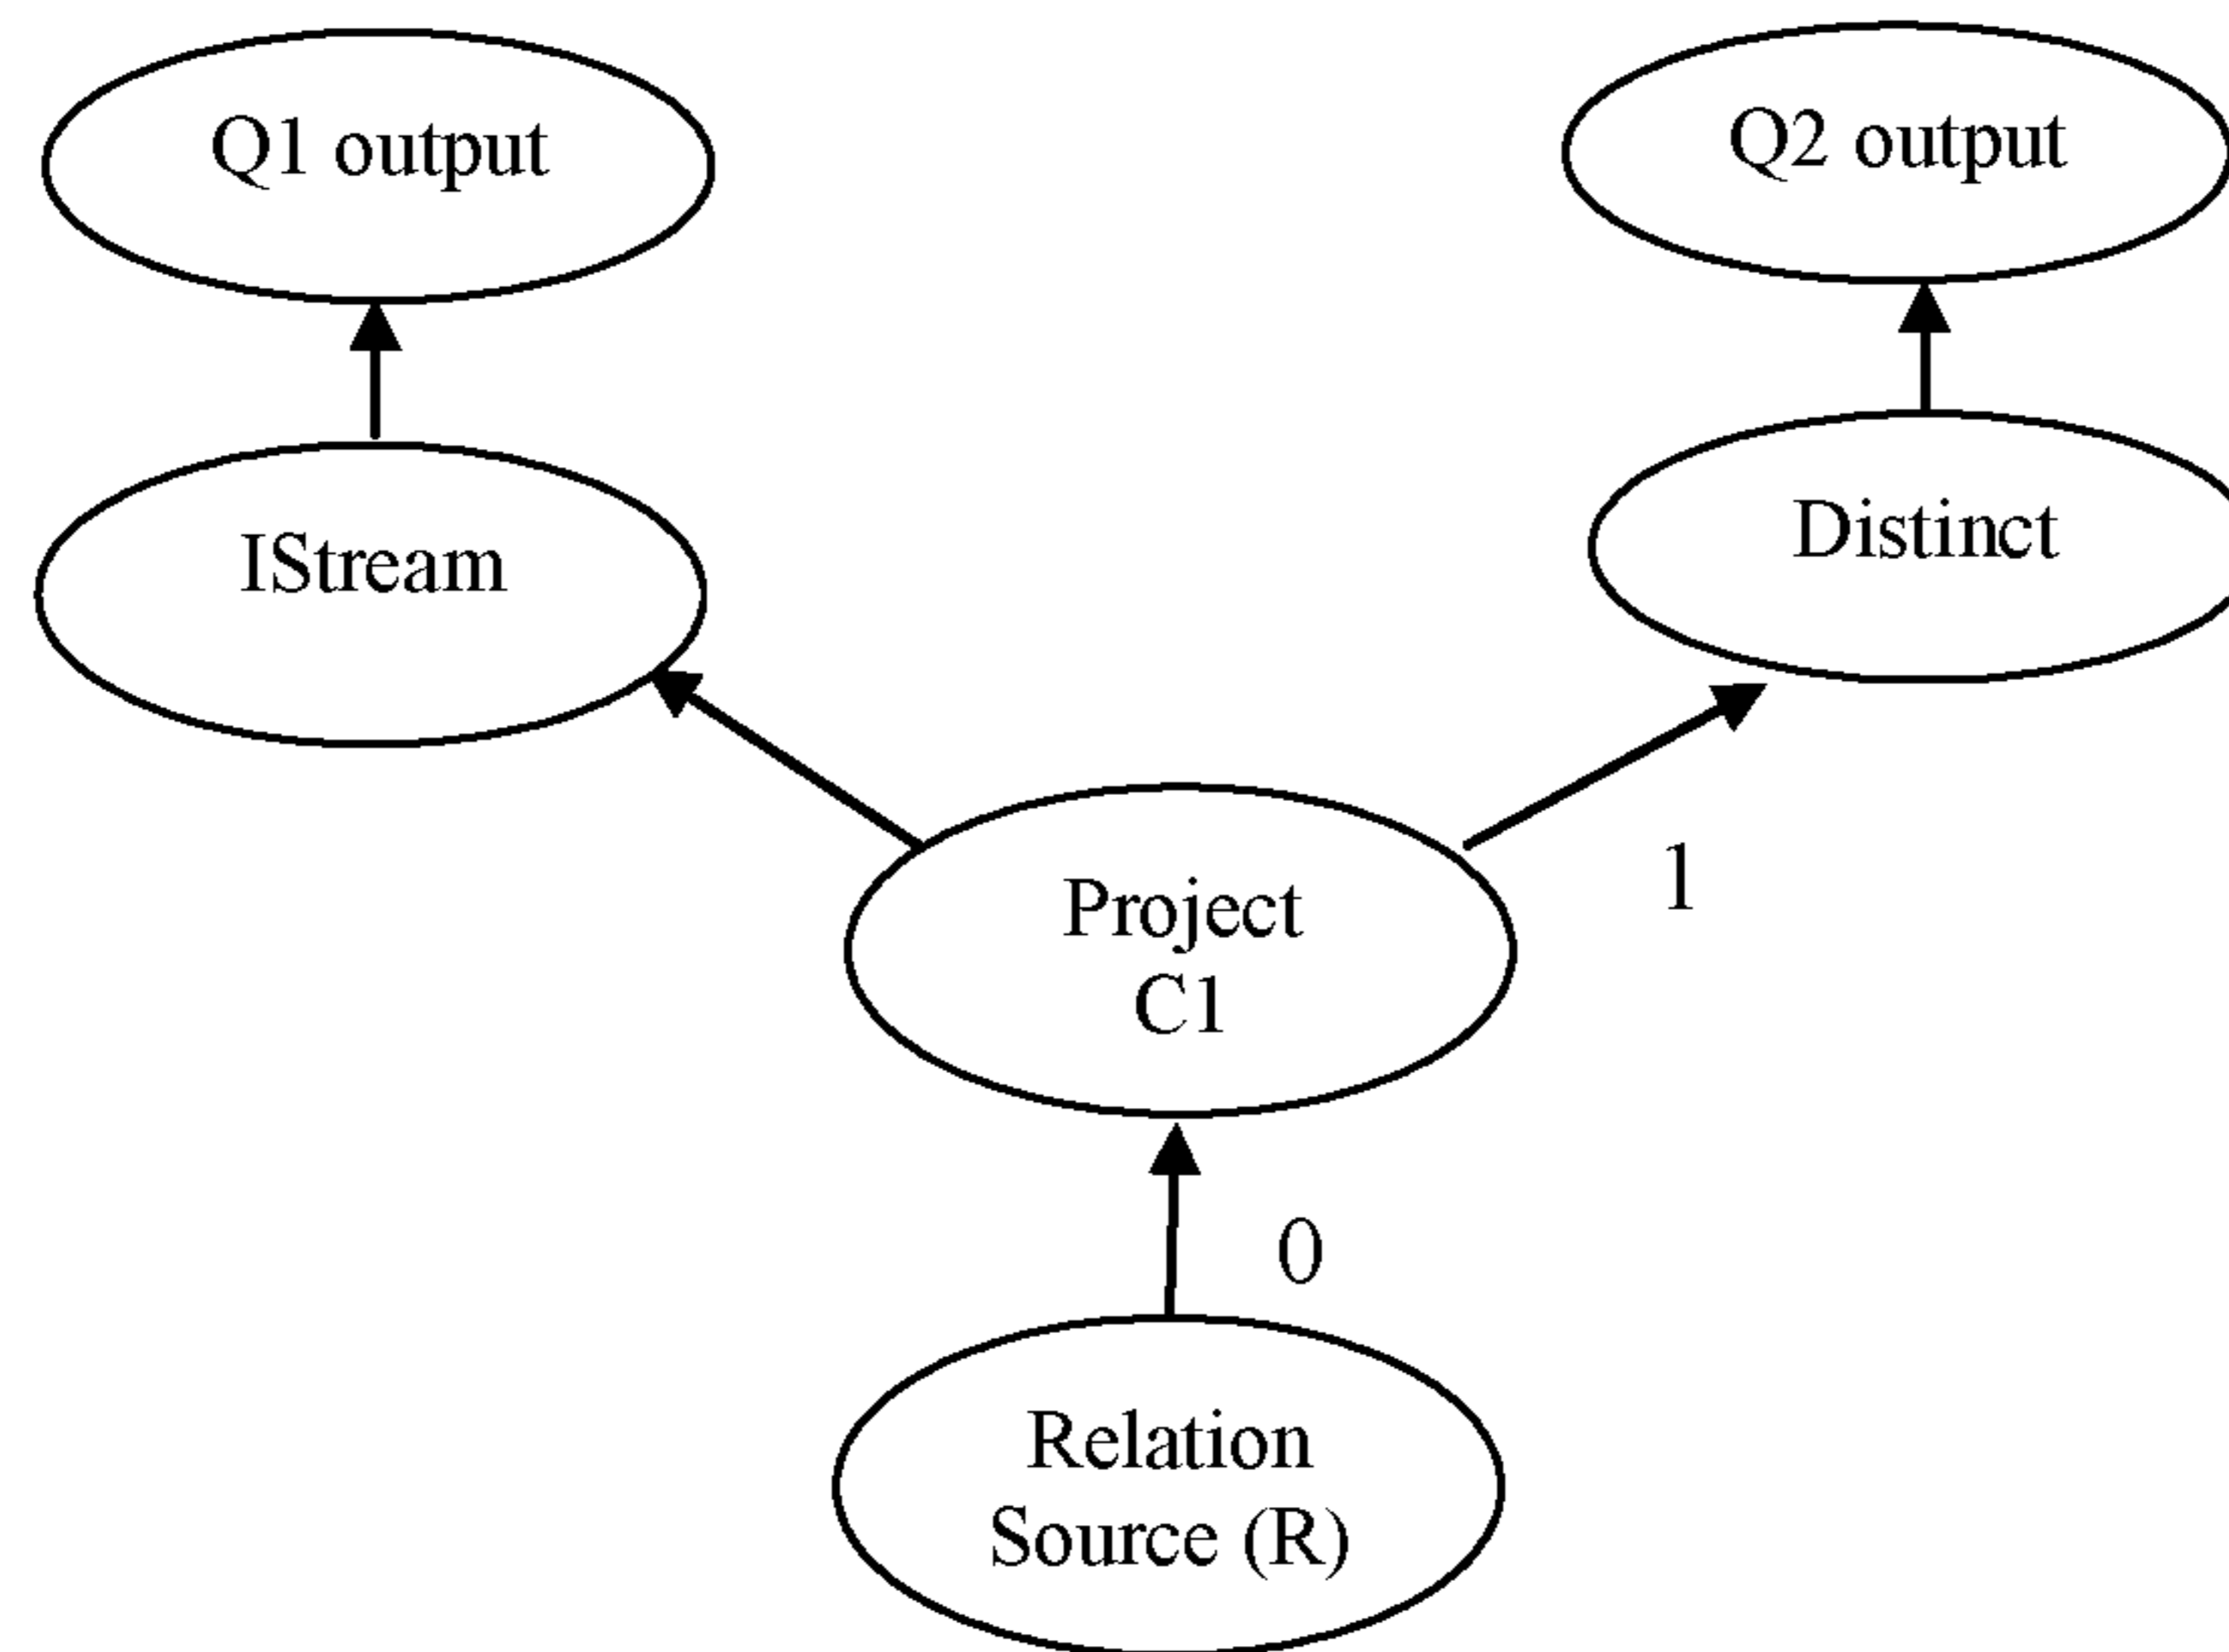 Q1 output
Q2 output
IStream
Distinct
1
Project
C1
0
Relation
Source (R)